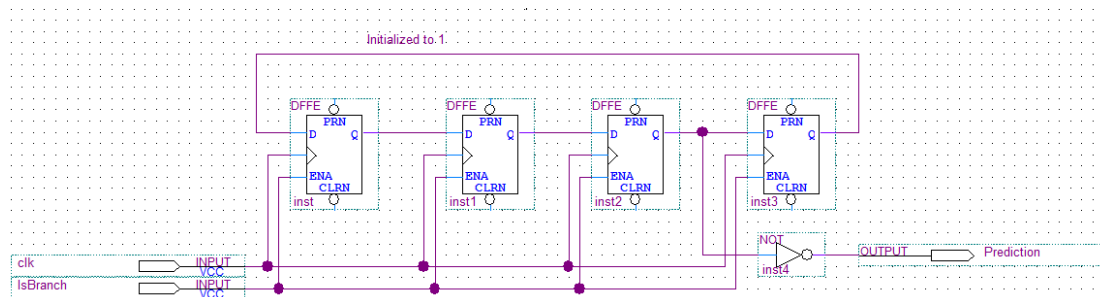 Initialized to 1
DFFE DFFE DFFE DFFE
PRN PRN PRN PRN
D Q D Q D Q D Q
ENA ENA ENA ENA
CLRN CLRN CLRN CLRN
inst inst1 inst2 inst3
NOT
inst4
OUTPUT Prediction
clk INPUT
VCC
IsBranch INPUT
VCC